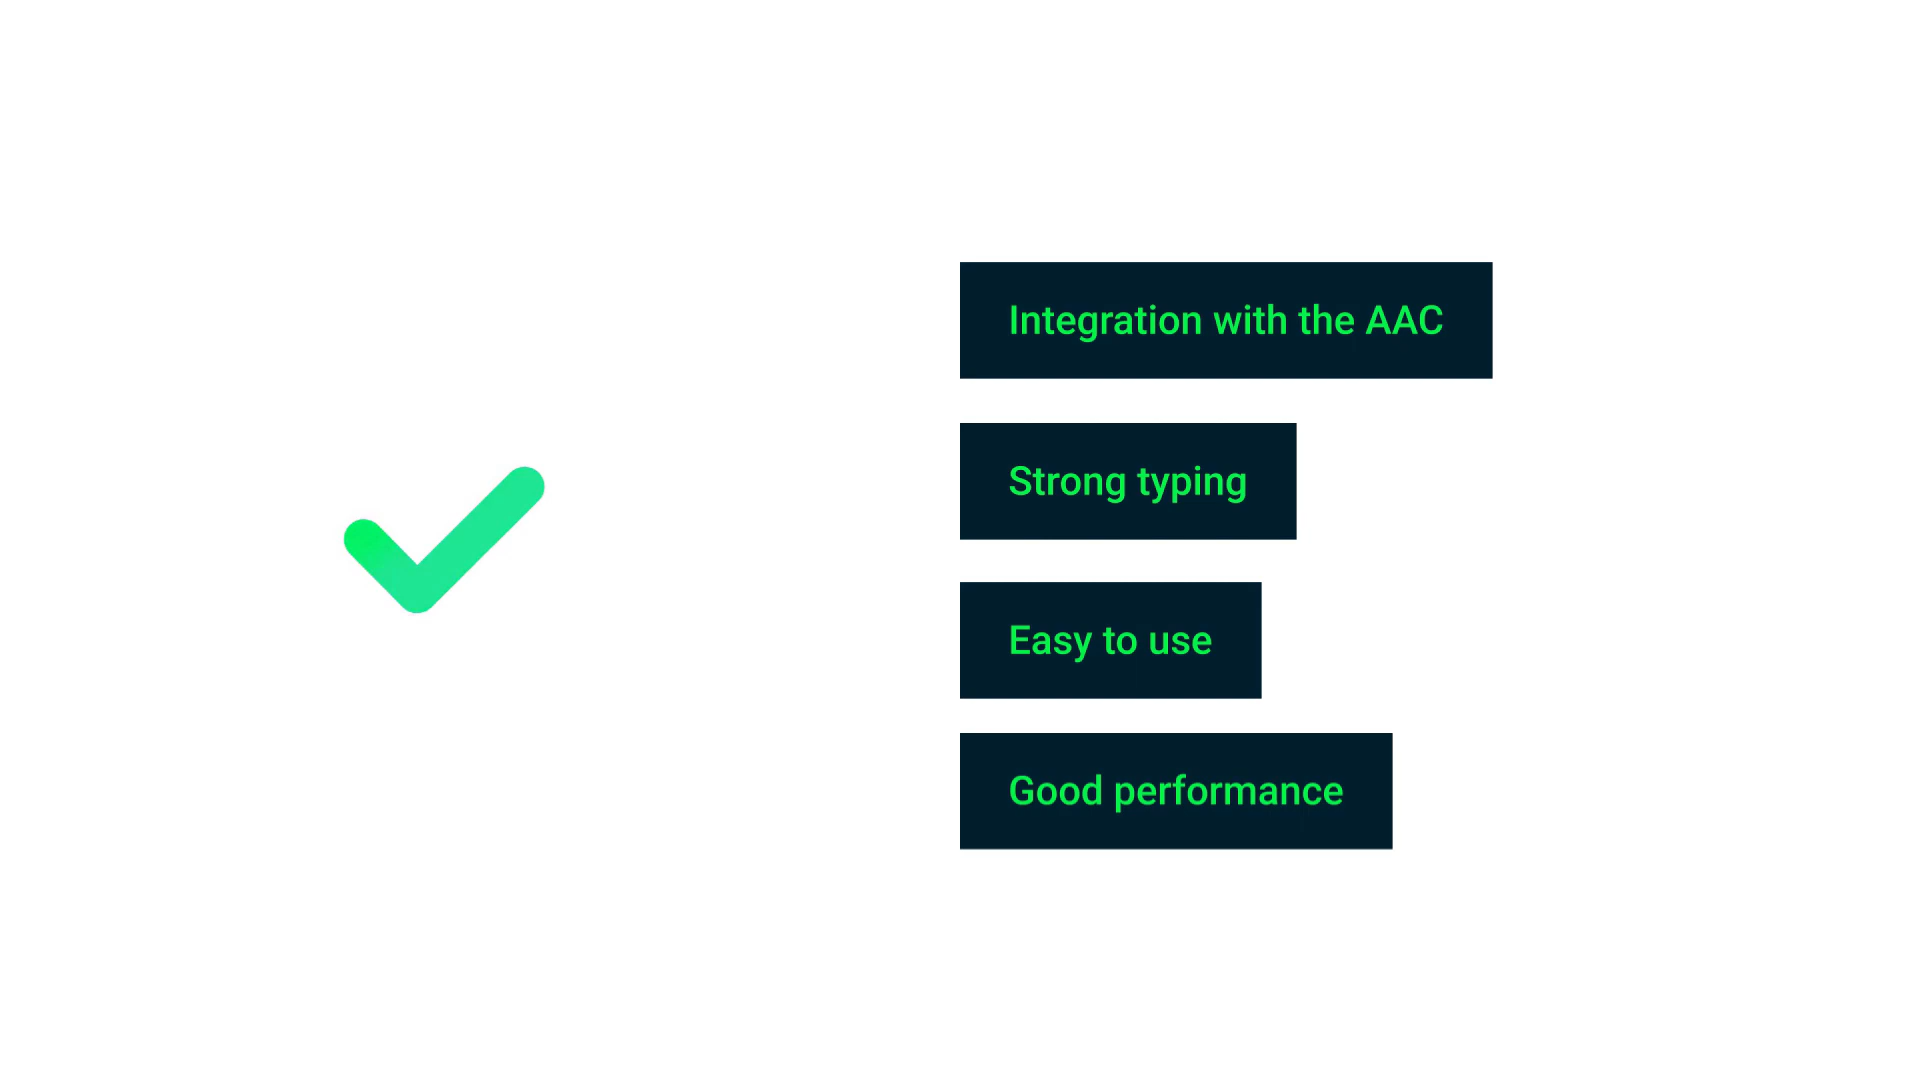 Integration with the AAC
Strong typing
Easy to use
Good performance